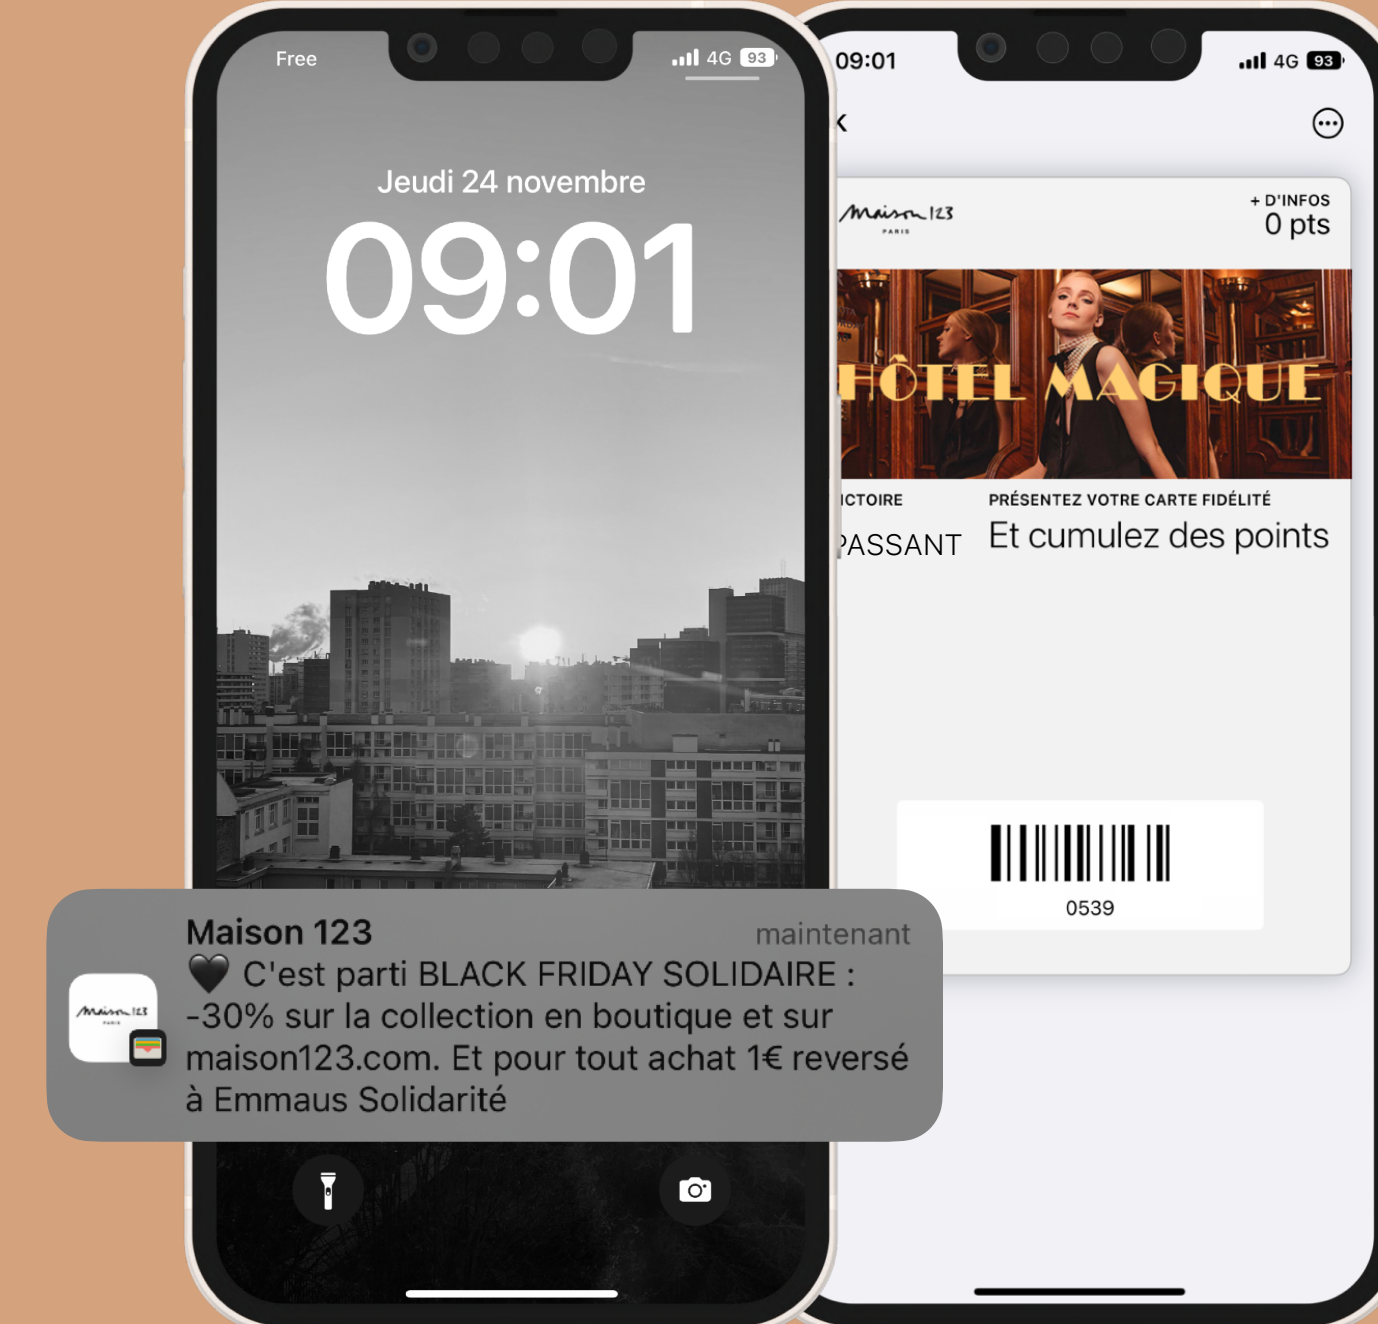 Free
4G 93
Jeudi 24 novembre
09:01
09:01
4G 93
Maison 123
PARIS
+ D'INFOS
0 pts
HÔTEL MAGIQUE
ICTOIRE
PASSANT
PRÉSENTEZ VOTRE CARTE FIDÉLITÉ
Et cumulez des points
0539
Maison 123
PARIS
Maison 123
maintenant
🖤 C'est parti BLACK FRIDAY SOLIDAIRE :
-30% sur la collection en boutique et sur
maison123.com. Et pour tout achat 1€ reversé
à Emmaus Solidarité